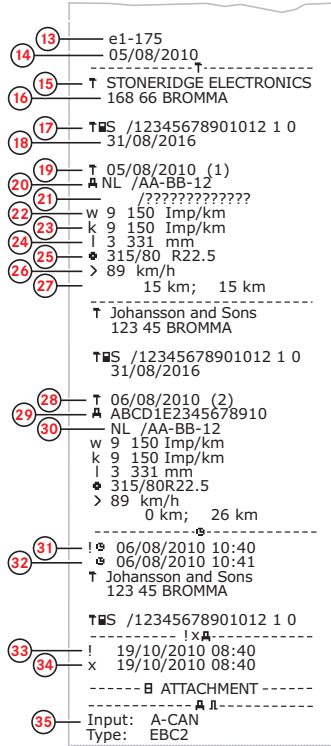 13 e1-175
14 05/08/2010
15 STONERIDGE ELECTRONICS
16 168 66 BROMMA
17 S /12345678901012 1 0
18 31/08/2016
19 05/08/2010 (1)
20 NL /AA-BB-12
21 /?????????????
22 w 9 150 Imp/km
23 k 9 150 Imp/km
24 l 3 331 mm
25 315/80 R22.5
26 > 89 km/h
27 15 km; 15 km
Johansson and Sons
123 45 BROMMA
S /12345678901012 1 0
31/08/2016
28 06/08/2010 (2)
29 ABCD1E2345678910
30 NL /AA-BB-12
w 9 150 Imp/km
k 9 150 Imp/km
l 3 331 mm
315/80R22.5
> 89 km/h
0 km; 26 km
31 ! 06/08/2010 10:40
32 06/08/2010 10:41
Johansson and Sons
123 45 BROMMA
S /12345678901012 1 0
--------- !x---------
33 ! 19/10/2010 08:40
34 x 19/10/2010 08:40
------ ATTACHMENT ------
35 Input: A-CAN
Type: EBC2